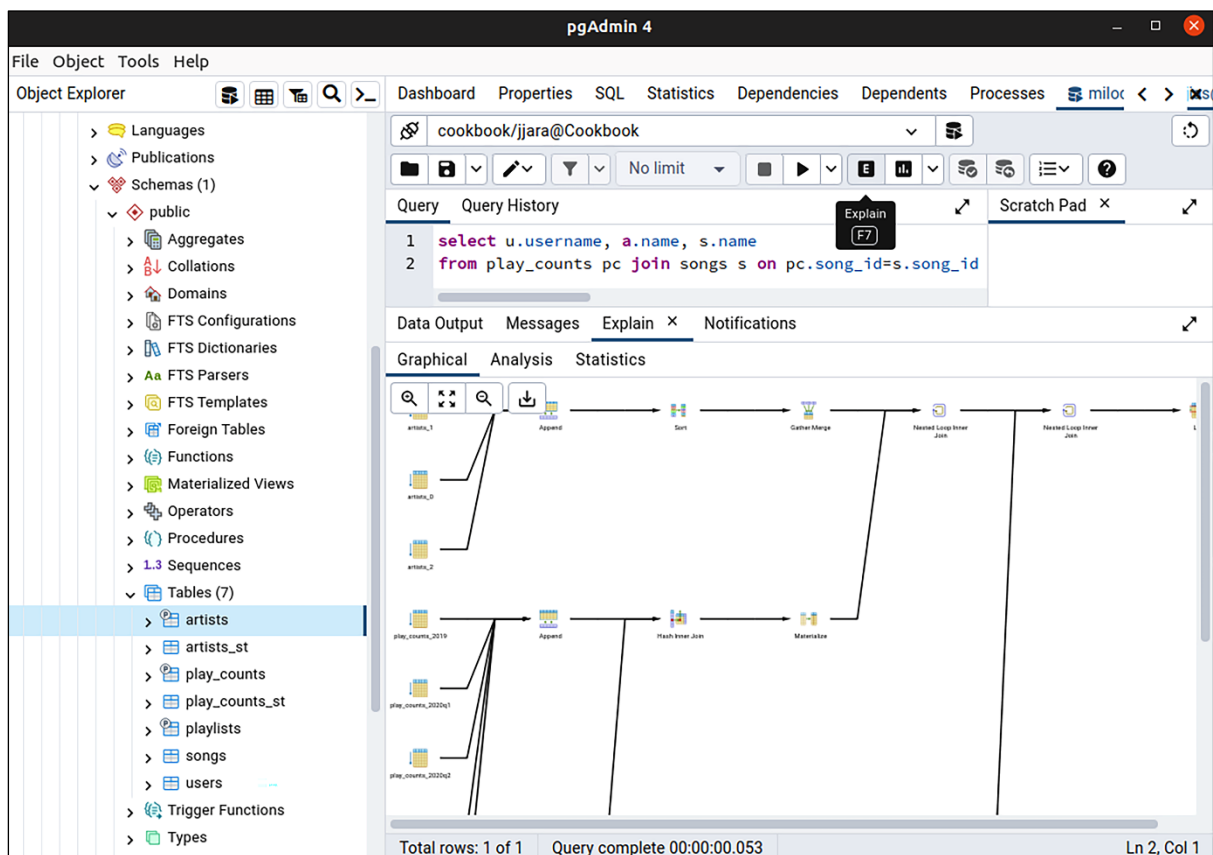 pgAdmin 4
File Object Tools Help
Object Explorer
Dashboard Properties SQL Statistics Dependencies Dependents Processes
cookbook/jjara@Cookbook
No limit
E
Query Query History
Explain
F7
Scratch Pad
1 select u.username, a.name, s.name
2 from play_counts pc join songs s on pc.song_id=s.song_id
Data Output Messages Explain Notifications
Graphical Analysis Statistics
Languages
Publications
Schemas (1)
public
Aggregates
Collations
Domains
FTS Configurations
FTS Dictionaries
Aa FTS Parsers
FTS Templates
Foreign Tables
Functions
Materialized Views
Operators
Procedures
1..3 Sequences
Tables (7)
artists
artists_st
play_counts
play_counts_st
playlists
songs
users
Trigger Functions
Types
artists_1
Append
Sort
Gather Merge
Nested Loop Inner
Join
Nested Loop Inner
Join
artists_0
artists_2
play_counts_2019
Append
Hash Inner Join
Materialize
play_counts_2020q1
play_counts_2020q2
Total rows: 1 of 1 Query complete 00:00:00.053 Ln 2, Col 1